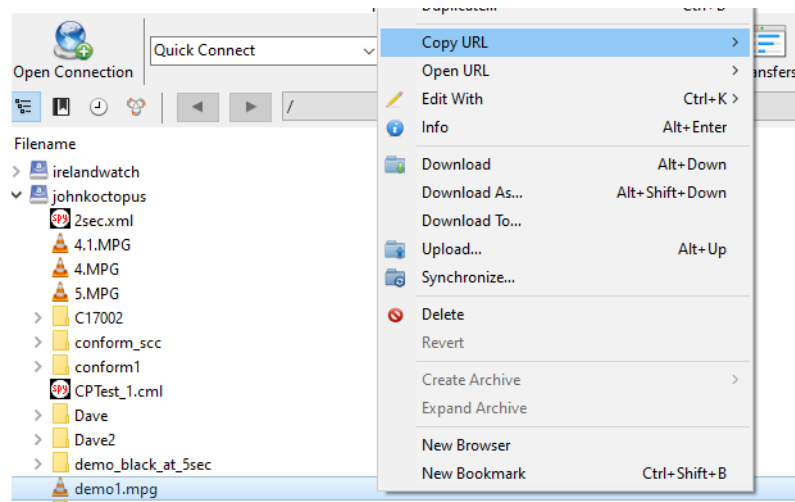 Open Connection
Quick Connect
/
Filename
irelandwatch
johnkoctopus
2sec.xml
4.1.MPG
4.MPG
5.MPG
C17002
conform_scc
conform1
CPTest_1.cml
Dave
Dave2
demo_black_at_5sec
demo1.mpg
Duplicate... Ctrl+D
Copy URL
Open URL
Edit With Ctrl+K
Info Alt+Enter
Download Alt+Down
Download As... Alt+Shift+Down
Download To...
Upload... Alt+Up
Synchronize...
Delete
Revert
Create Archive
Expand Archive
New Browser
New Bookmark Ctrl+Shift+B
ansfers